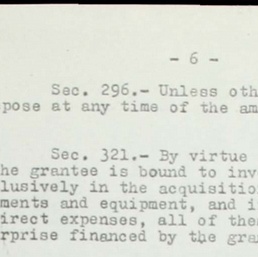 - 6 -
Sec. 296.- Unless oth
pose at any time of the am
Sec. 321.- By virtue
he grantee is bound to inv
lusively in the acquisitio
ments and equipment, and i
irect expenses, all of the
rprise financed by the gra